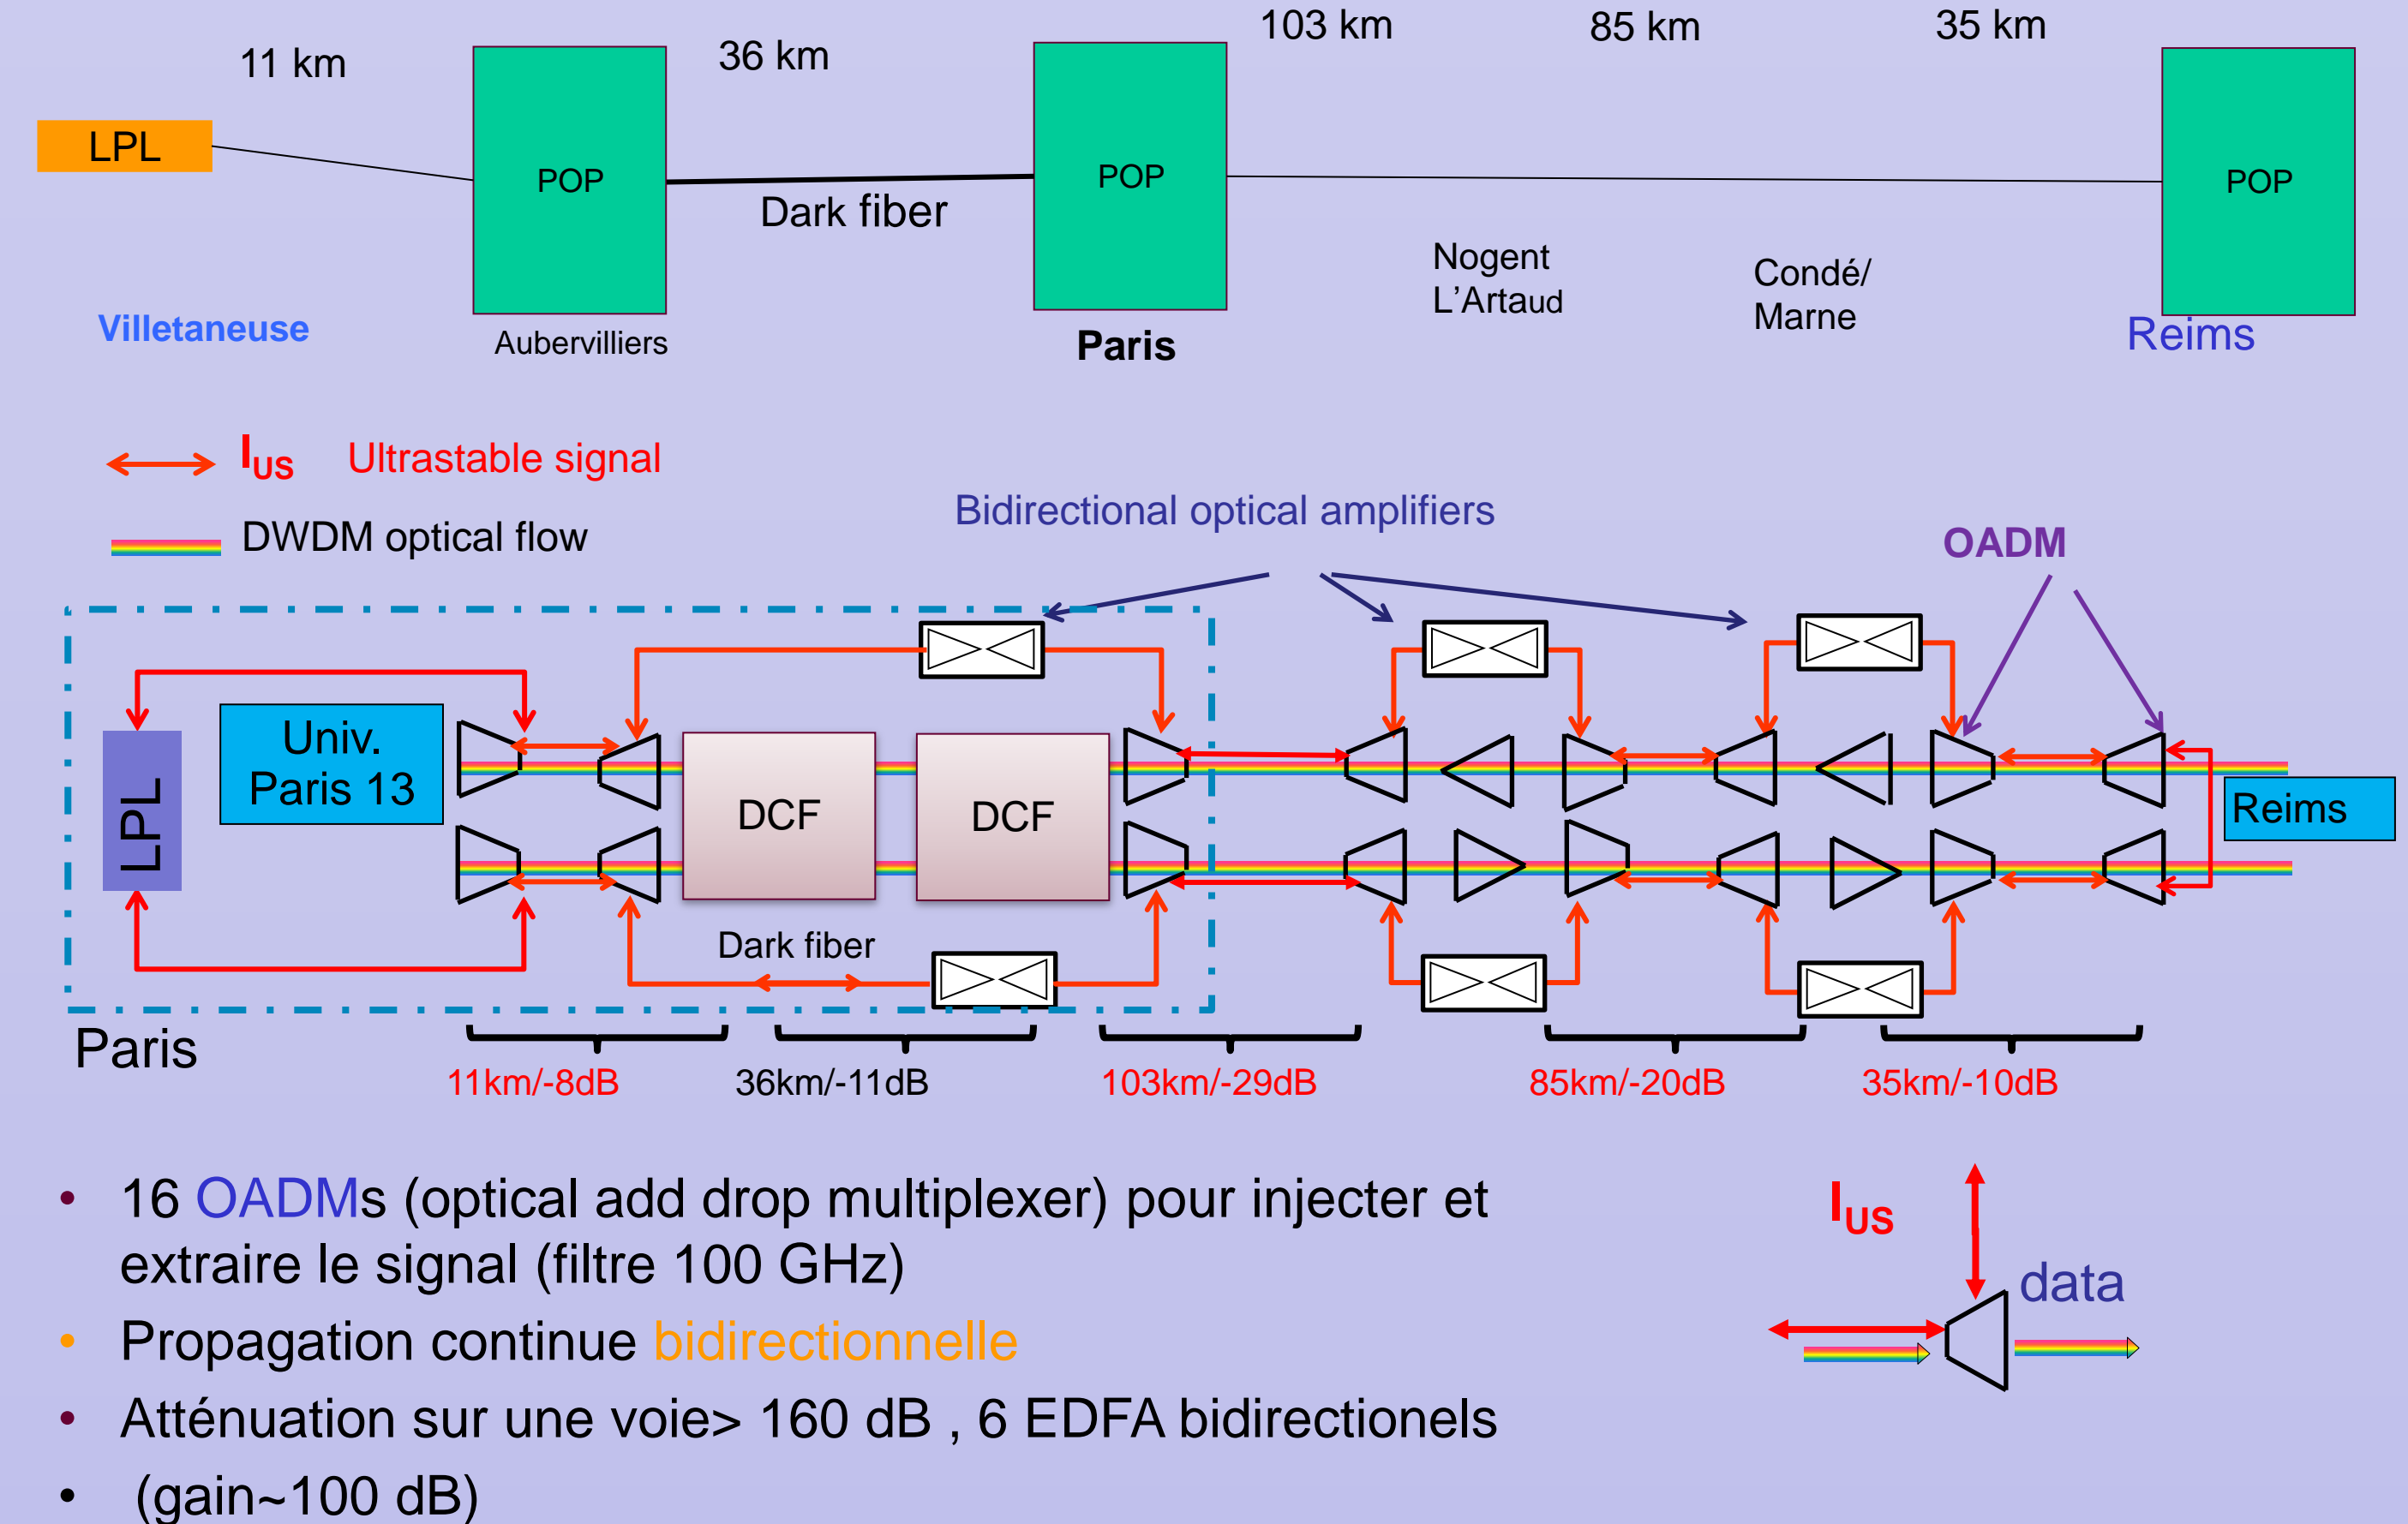 11 km
36 km
103 km
85 km
35 km
LPL
POP
POP
POP
Dark fiber
Nogent
L'Artaud
Condé/
Marne
Villetaneuse
Aubervilliers
Paris
Reims
I_US Ultrastable signal
DWDM optical flow
Bidirectional optical amplifiers
OADM
LPL
Univ.
Paris 13
DCF
DCF
Reims
Dark fiber
Paris
11km/-8dB
36km/-11dB
103km/-29dB
85km/-20dB
35km/-10dB
• 16 OADMs (optical add drop multiplexer) pour injecter et
extraire le signal (filtre 100 GHz)
• Propagation continue bidirectionnelle
• Atténuation sur une voie> 160 dB , 6 EDFA bidirectionels
• (gain~100 dB)
I_US
data